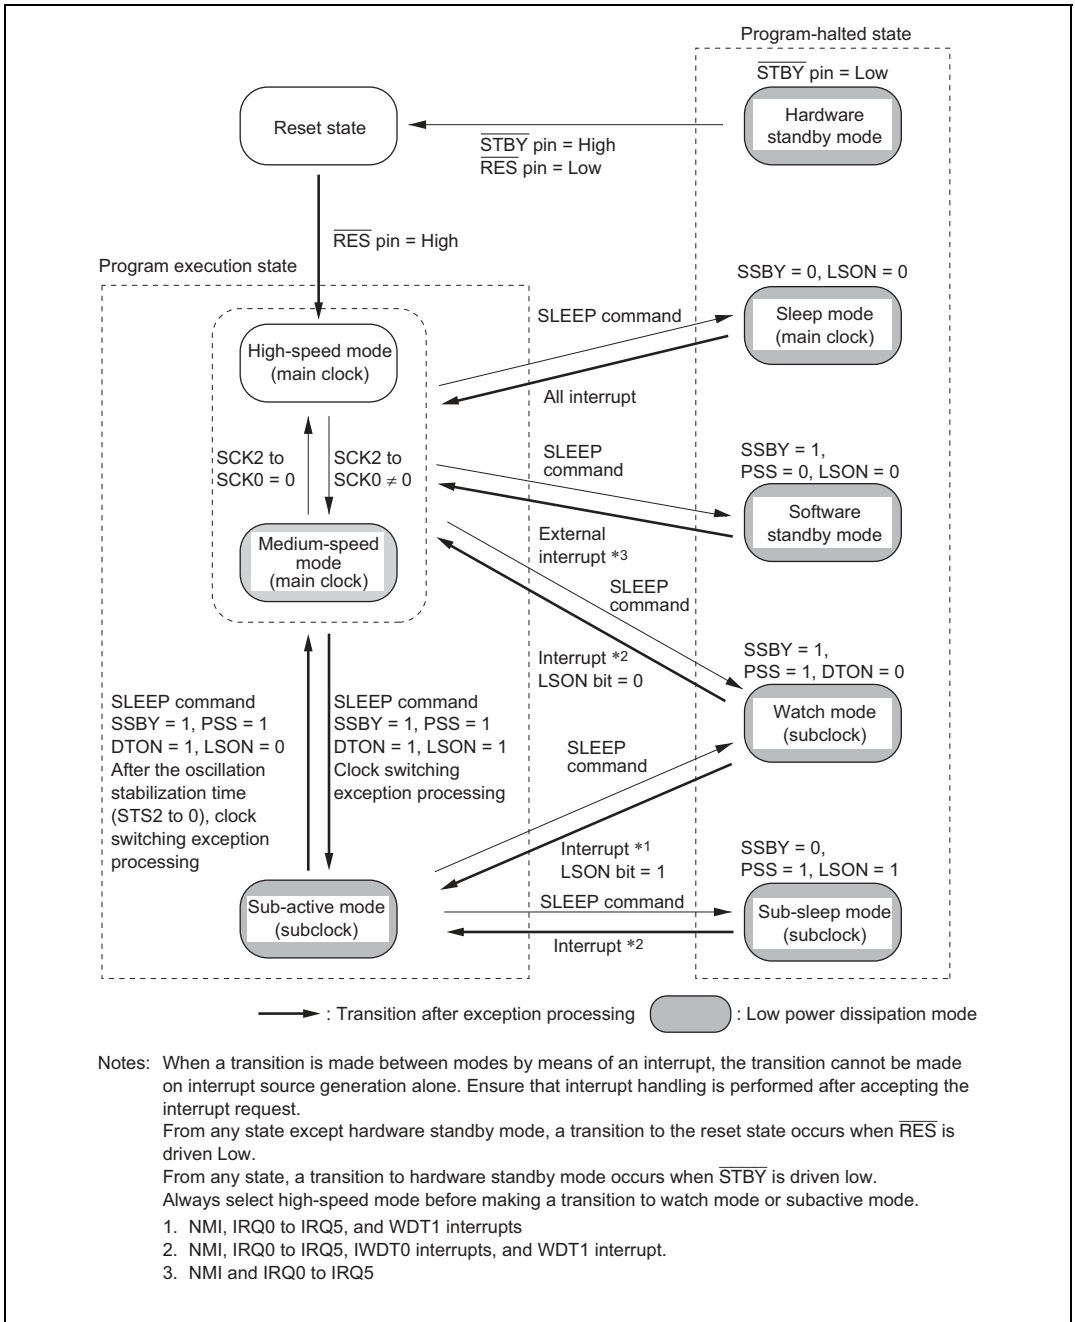 Program-halted state
STBY pin = Low
Hardware
standby mode
Reset state
STBY pin = High
RES pin = Low
RES pin = High
Program execution state
SSBY = 0, LSON = 0
SLEEP command
Sleep mode
(main clock)
High-speed mode
(main clock)
All interrupt
SCK2 to
SCK0 = 0
SCK2 to
SCK0 ≠ 0
SLEEP
command
SSBY = 1,
PSS = 0, LSON = 0
Software
standby mode
Medium-speed
mode
(main clock)
External
interrupt *3
SLEEP
command
Interrupt *2
LSON bit = 0
SSBY = 1,
PSS = 1, DTON = 0
Watch mode
(subclock)
SLEEP command
SSBY = 1, PSS = 1
DTON = 1, LSON = 0
After the oscillation
stabilization time
(STS2 to 0), clock
switching exception
processing
SLEEP command
SSBY = 1, PSS = 1
DTON = 1, LSON = 1
Clock switching
exception processing
SLEEP
command
Interrupt *1
LSON bit = 1
SSBY = 0,
PSS = 1, LSON = 1
SLEEP command
Sub-active mode
(subclock)
Sub-sleep mode
(subclock)
Interrupt *2
: Transition after exception processing
: Low power dissipation mode
Notes: When a transition is made between modes by means of an interrupt, the transition cannot be made
on interrupt source generation alone. Ensure that interrupt handling is performed after accepting the
interrupt request.
From any state except hardware standby mode, a transition to the reset state occurs when RES is
driven Low.
From any state, a transition to hardware standby mode occurs when STBY is driven low.
Always select high-speed mode before making a transition to watch mode or subactive mode.
1. NMI, IRQ0 to IRQ5, and WDT1 interrupts
2. NMI, IRQ0 to IRQ5, IWDT0 interrupts, and WDT1 interrupt.
3. NMI and IRQ0 to IRQ5